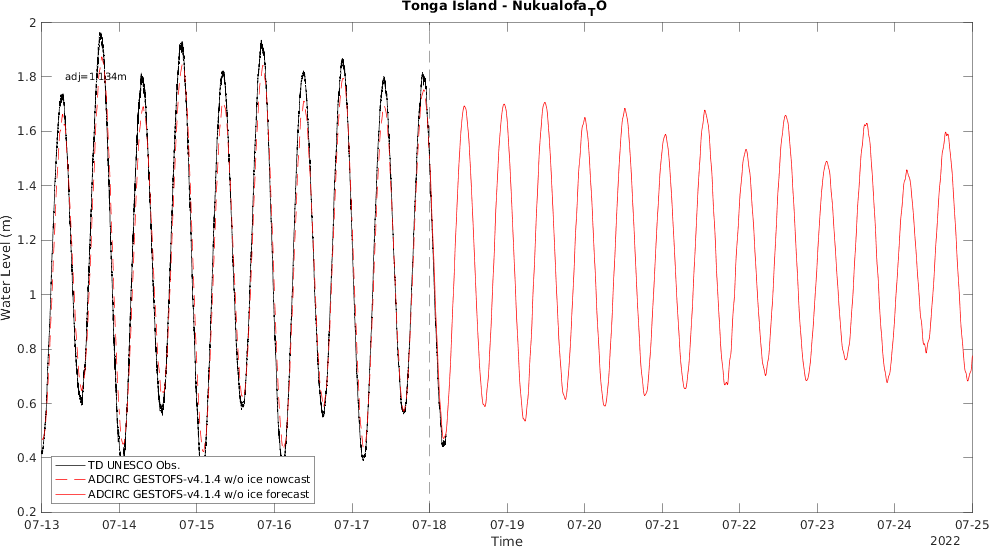 Tonga Island - Nukualofa_TO
adj=1.134m
Water Level (m)
2
1.8
1.6
1.4
1.2
1
0.8
0.6
0.4
0.2
TD UNESCO Obs.
ADCIRC GESTOFS-v4.1.4 w/o ice nowcast
ADCIRC GESTOFS-v4.1.4 w/o ice forecast
07-13 07-14 07-15 07-16 07-17 07-18 07-19 07-20 07-21 07-22 07-23 07-24 07-25
Time
2022